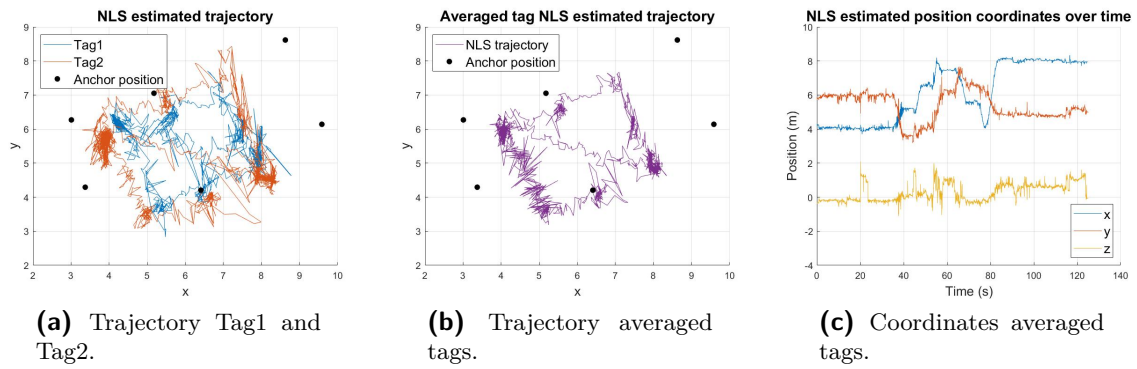 NLS estimated trajectory
9
8
7
6
5
4
3
2
y
2 3 4 5 6 7 8 9 10
x
Tag1
Tag2
Anchor position
Averaged tag NLS estimated trajectory
9
8
7
6
5
4
3
2
y
2 3 4 5 6 7 8 9 10
x
NLS trajectory
Anchor position
NLS estimated position coordinates over time
10
8
6
4
2
0
-2
-4
Position (m)
0 20 40 60 80 100 120 140
Time (s)
x
y
z
(a) Trajectory Tag1 and
Tag2.
(b) Trajectory averaged
tags.
(c) Coordinates averaged
tags.